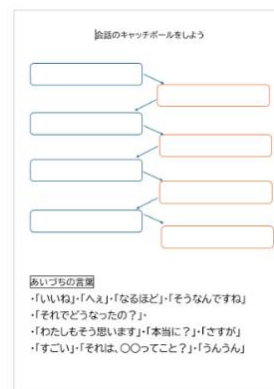 会話のキャッチボールをしよう
あいづちの言葉
・「いいね」・「へぇ」・「なるほど」・「そうなんですね」
・「それでどうなったの？」・
・「わたしもそう思います」・「本当に？」・「さすが」
・「すごい」・「それは、○○ってこと？」・「うんうん」